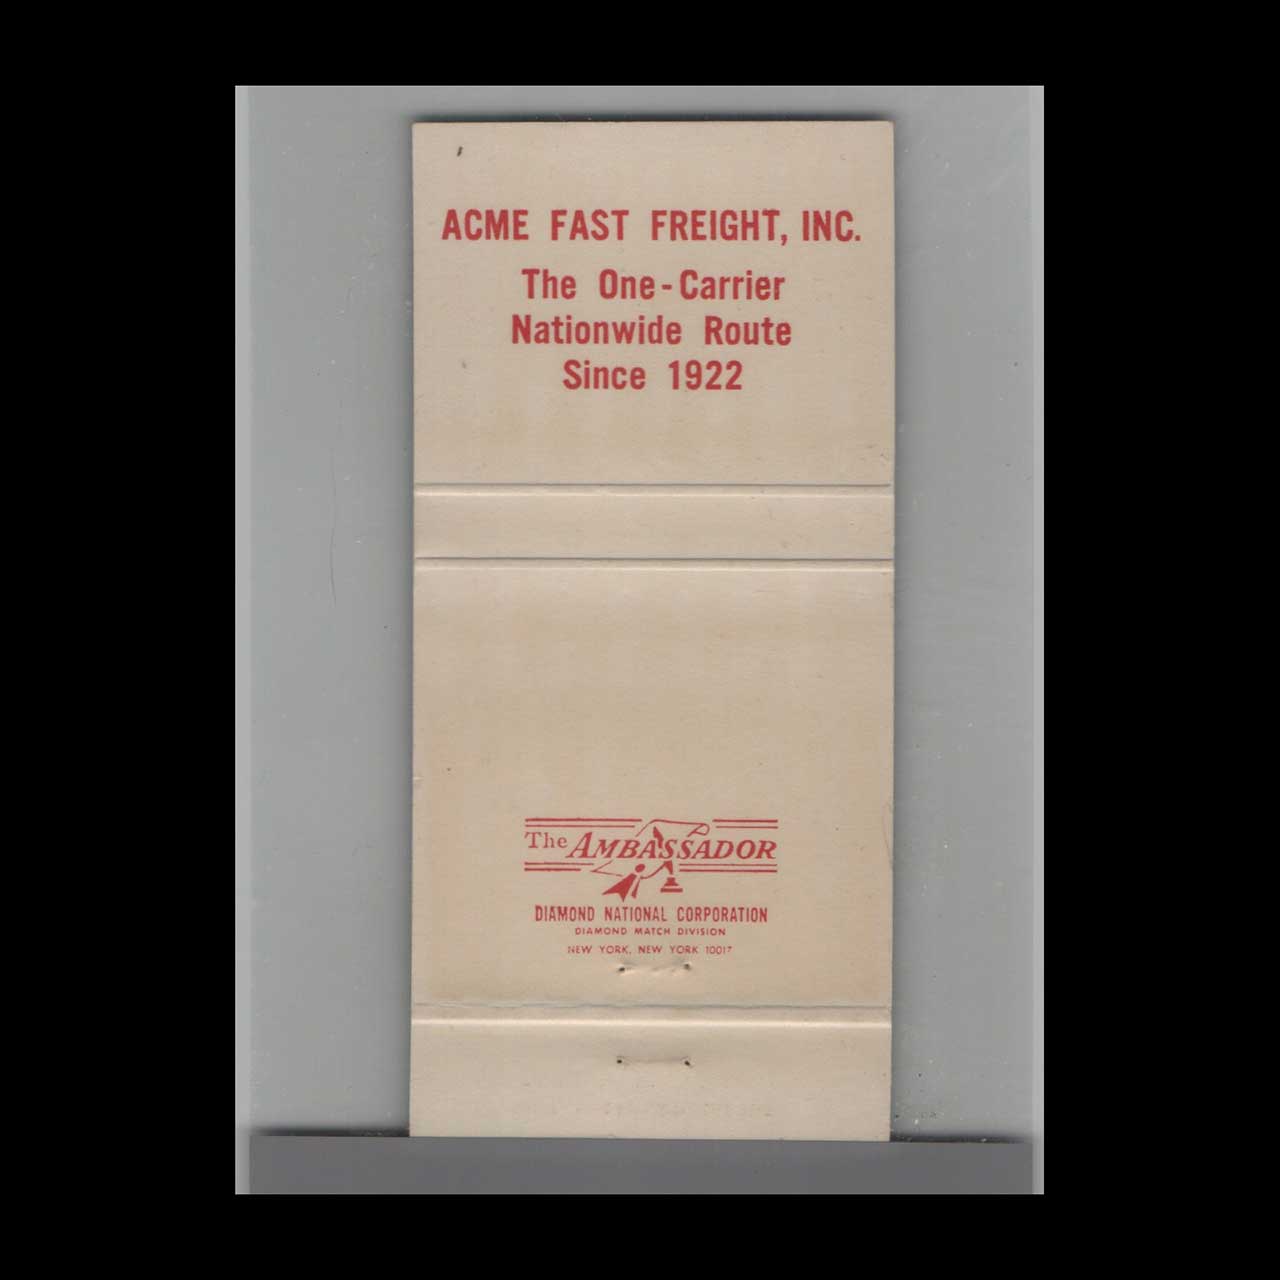 ACME FAST FREIGHT, INC.
The One-Carrier
Nationwide Route
Since 1922
The AMBASSADOR
DIAMOND NATIONAL CORPORATION
DIAMOND MATCH DIVISION
NEW YORK, NEW YORK 10017